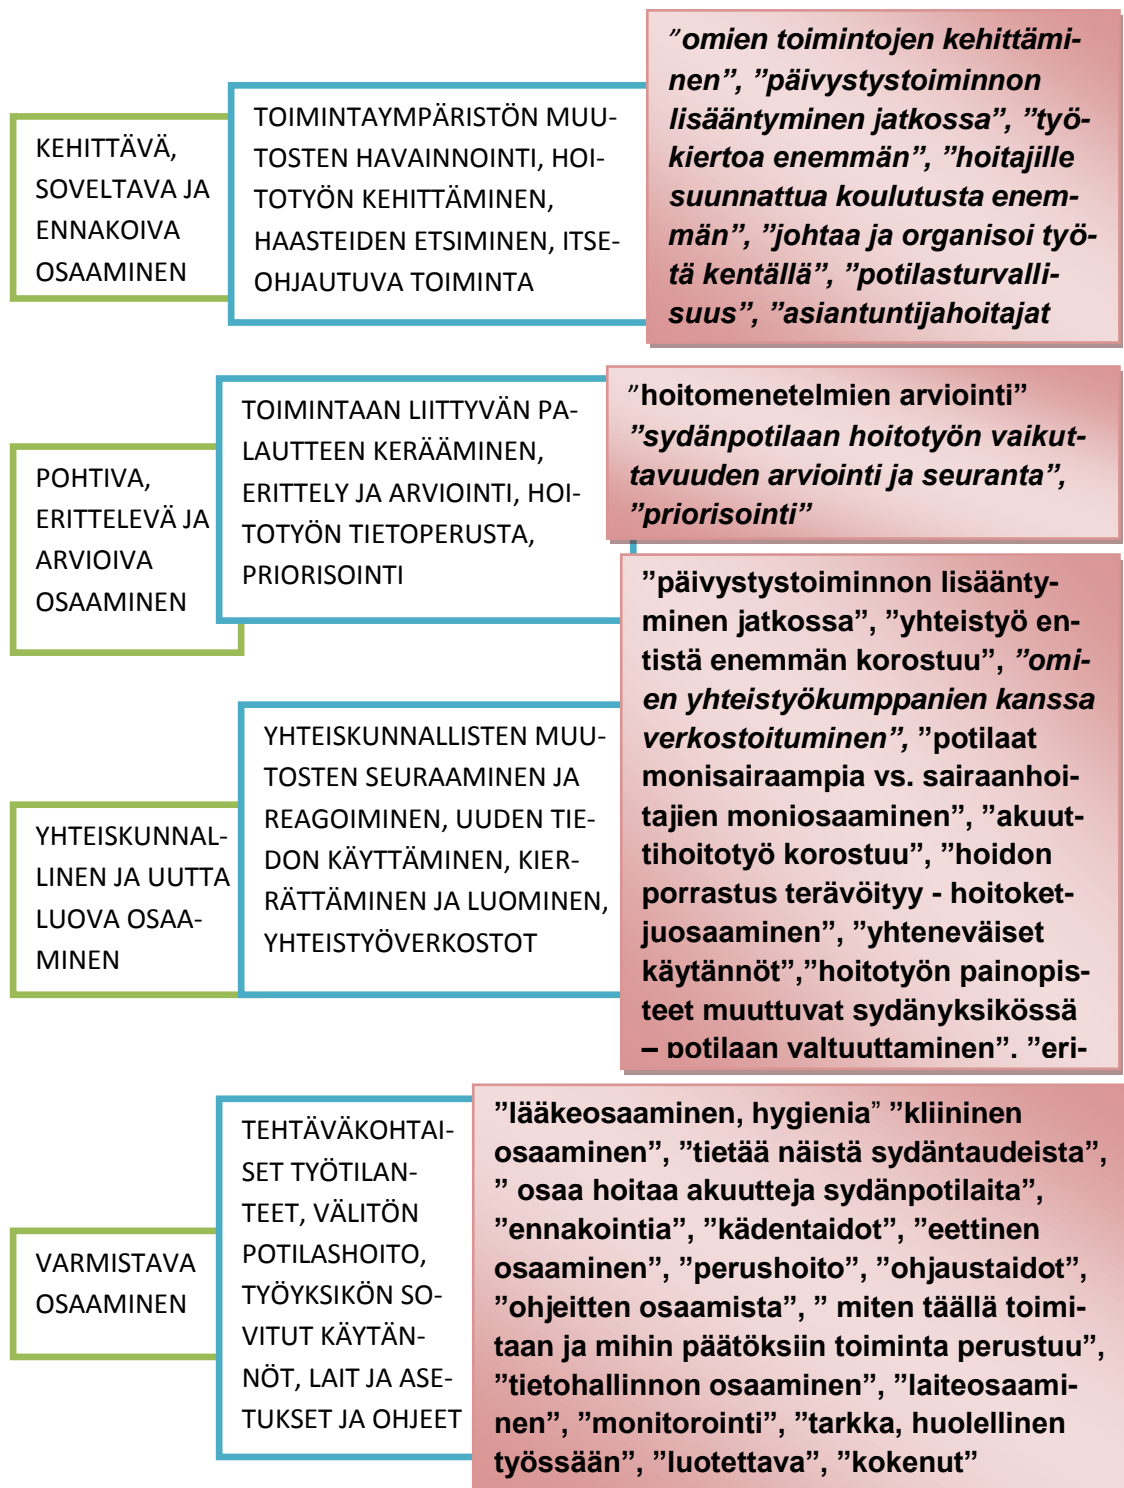 KEHITTÄVÄ,
SOVELTAVA JA
ENNAKOIVA
OSAAMINEN
TOIMINTAYMPÄRISTÖN MUU-
TOSTEN HAVAINNOINTI, HOI-
TOTYÖN KEHITTÄMINEN,
HAASTEIDEN ETSIMINEN, ITSE-
OHJAUTUVA TOIMINTA
”omien toimintojen kehittämi-
nen”, ”päivystystoiminnon
lisääntyminen jatkossa”, ”työ-
kiertoa enemmän”, ”hoitajille
suunnattua koulutusta enem-
män”, ”johtaa ja organisoi työ-
tä kentällä”, ”potilasturvalli-
suus”, ”asiantuntijahoitajat
POHTIVA,
ERITTELEVÄ JA
ARVIOIVA
OSAAMINEN
TOIMINTAAN LIITTYVÄN PA-
LAUTTEEN KERÄÄMINEN,
ERITTELY JA ARVIOINTI, HOI-
TOTYÖN TIETOPERUSTA,
PRIORISOINTI
”hoitomenetelmien arviointi”
”sydänpotilaan hoitotyön vaikut-
tavuuden arviointi ja seuranta”,
”priorisointi”
YHTEISKUNNAL-
LINEN JA UUTTA
LUOVA OSAA-
MINEN
YHTEISKUNNALLISTEN MUU-
TOSTEN SEURAAMINEN JA
REAGOIMINEN, UUDEN TIE-
DON KÄYTTÄMINEN, KIER-
RÄTTÄMINEN JA LUOMINEN,
YHTEISTYÖVERKOSTOT
”päivystystoiminnon lisäänty-
minen jatkossa”, ”yhteistyö en-
tistä enemmän korostuu”, ”omi-
en yhteistyökumppanien kanssa
verkostoituminen”, ”potilaat
monisairaampia vs. sairaanhoi-
tajien moniosaaminen”, ”akuut-
tihoitotyö korostuu”, ”hoidon
porrastus terävöityy - hoitoket-
juosaaminen”, ”yhteneväiset
käytännöt”,”hoitotyön painopis-
teet muuttuvat sydänyksikössä
– potilaan valtuuttaminen”. ”eri-
VARMISTAVA
OSAAMINEN
TEHTÄVÄKOHTAI-
SET TYÖTILAN-
TEET, VÄLITÖN
POTILASHOITO,
TYÖYKSIKÖN SO-
VITUT KÄYTÄN-
NÖT, LAIT JA ASE-
TUKSET JA OHJEET
”lääkeosaaminen, hygienia” ”kliininen
osaaminen”, ”tietää näistä sydäntaudeista”,
” osaa hoitaa akuutteja sydänpotilaita”,
”ennakointia”, ”kädentaidot”, ”eettinen
osaaminen”, ”perushoito”, ”ohjaustaidot”,
”ohjeitten osaamista”, ” miten täällä toimi-
taan ja mihin päätöksiin toiminta perustuu”,
”tietohallinnon osaaminen”, ”laiteosaami-
nen”, ”monitorointi”, ”tarkka, huolellinen
työssään”, ”luotettava”, ”kokenut”